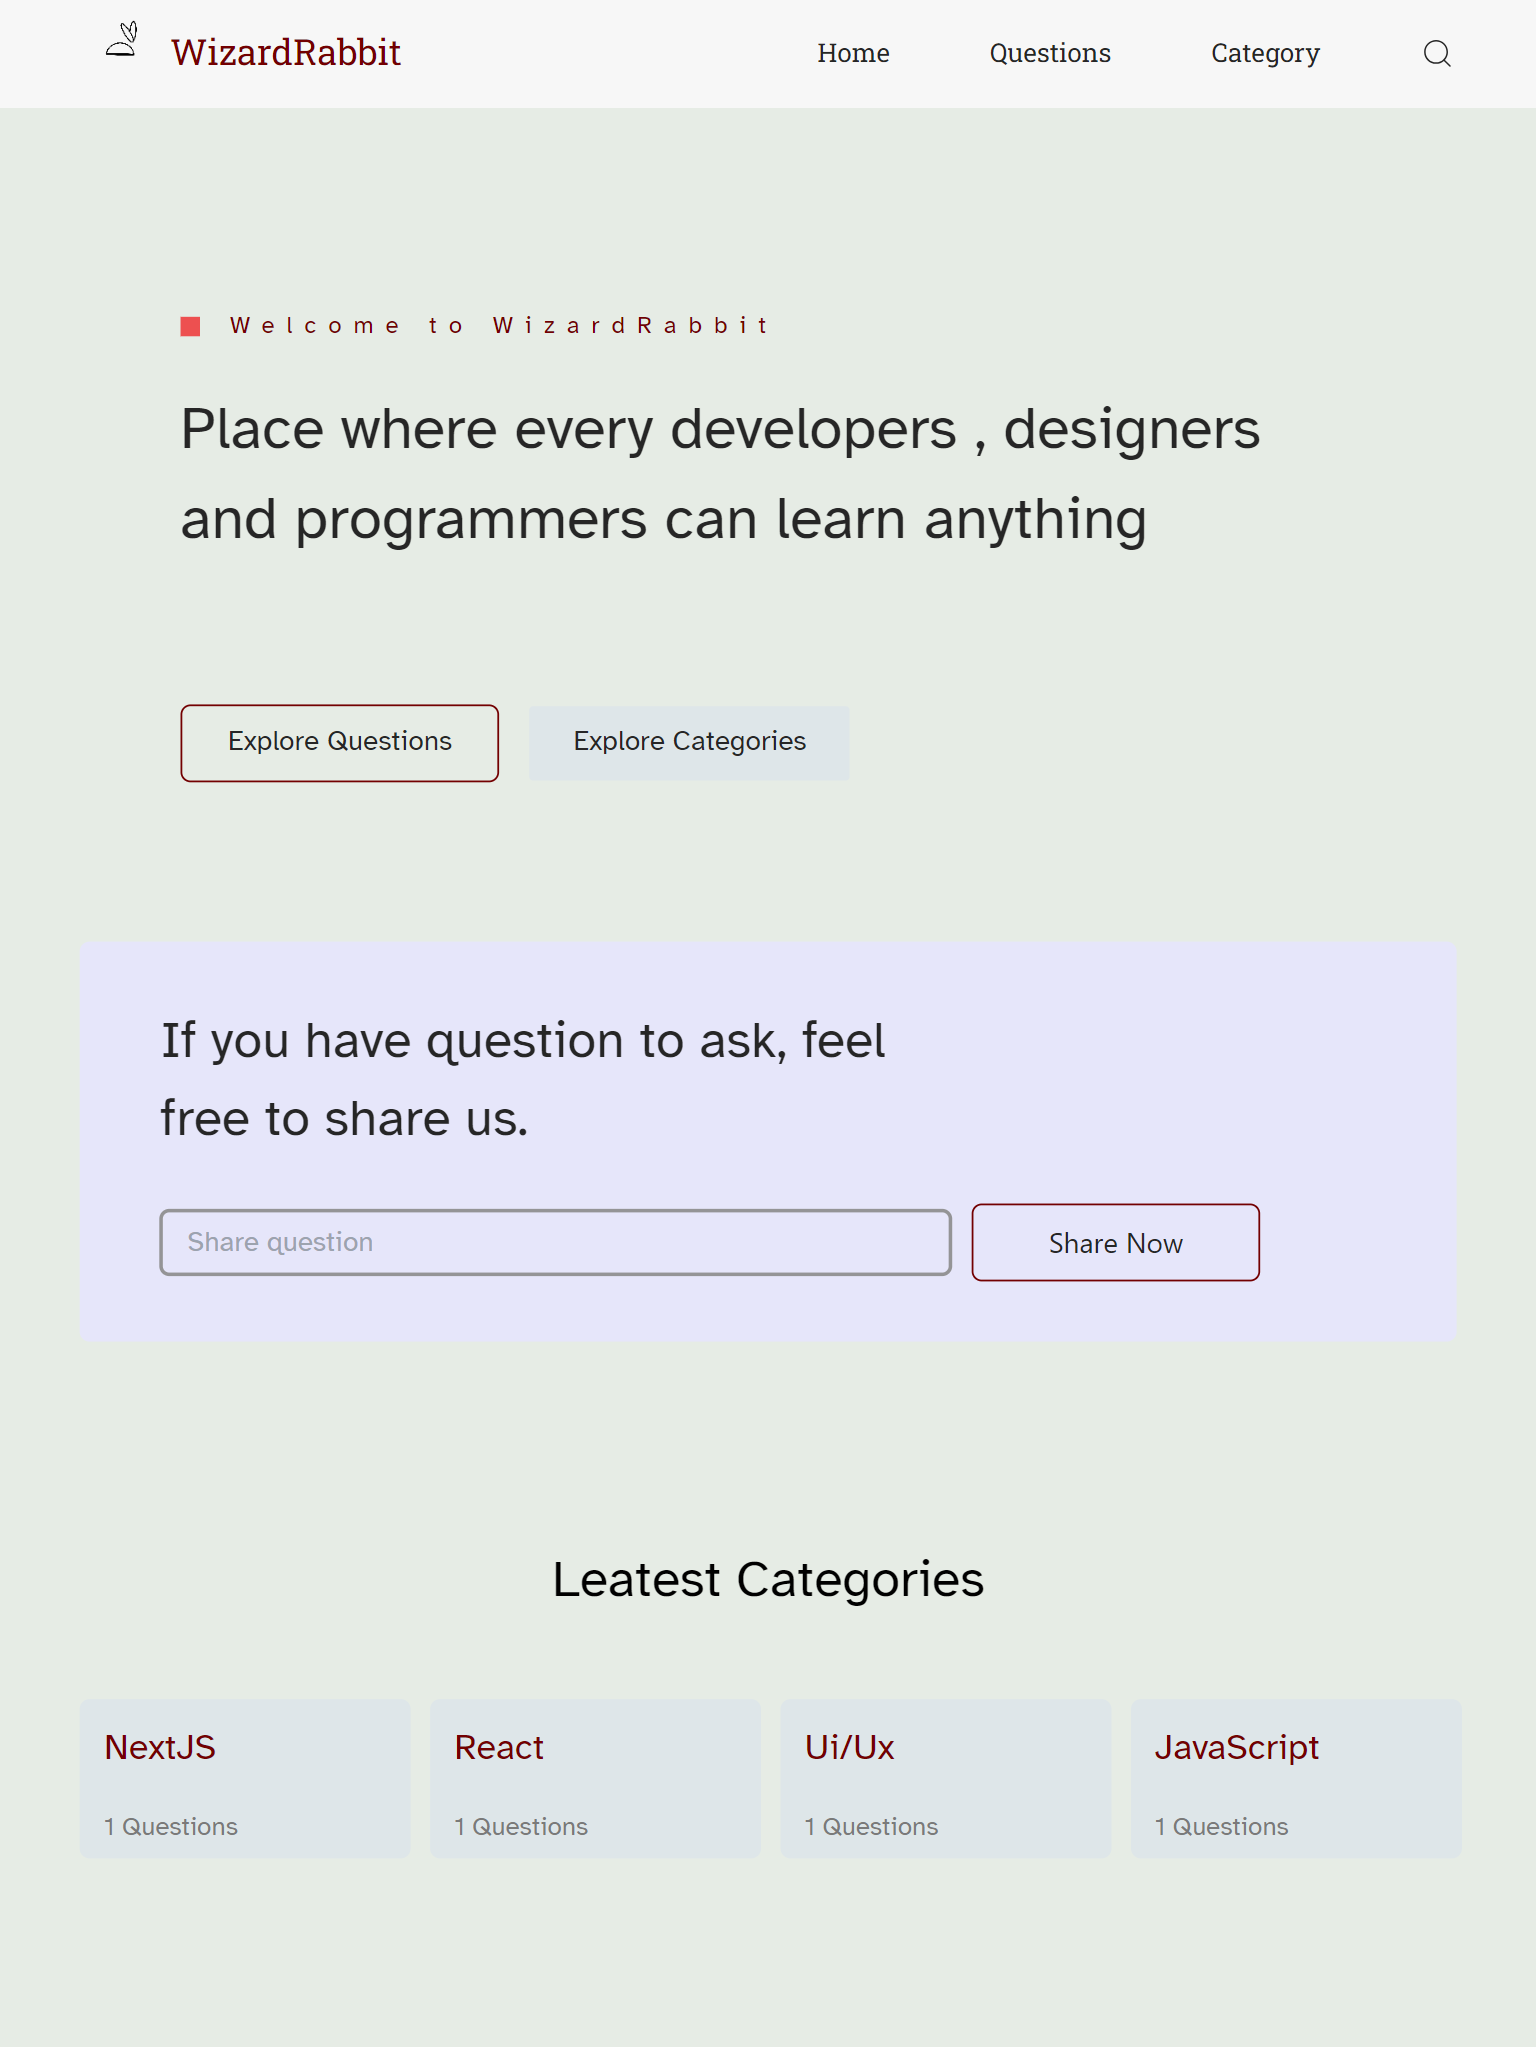 WizardRabbit
Home
Questions
Category
Welcome to WizardRabbit
Place where every developers , designers
and programmers can learn anything
Explore Questions
Explore Categories
If you have question to ask, feel
free to share us.
Share question
Share Now
Leatest Categories
NextJS
1 Questions
React
1 Questions
Ui/Ux
1 Questions
JavaScript
1 Questions